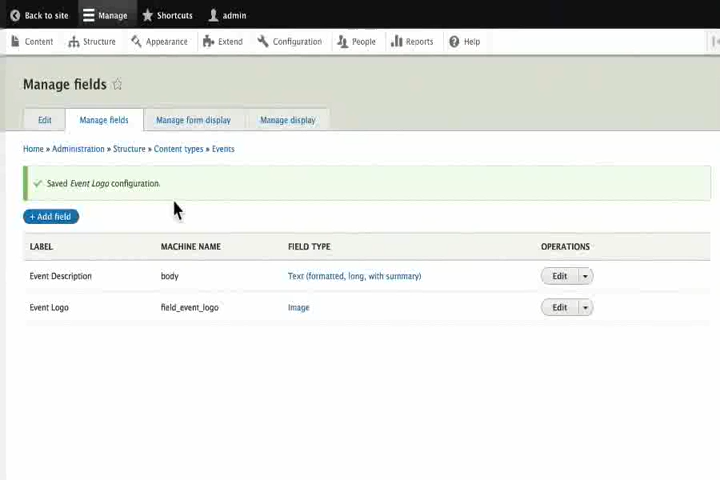 Back to site Manage Shortcuts admin
Content Structure Appearance Extend Configuration People Reports Help
Manage fields
Edit Manage fields Manage form display Manage display
Home » Administration » Structure » Content types » Events
Saved Event Logo configuration.
+ Add field
LABEL MACHINE NAME FIELD TYPE OPERATIONS
Event Description body Text (formatted, long, with summary) Edit
Event Logo field_event_logo Image Edit